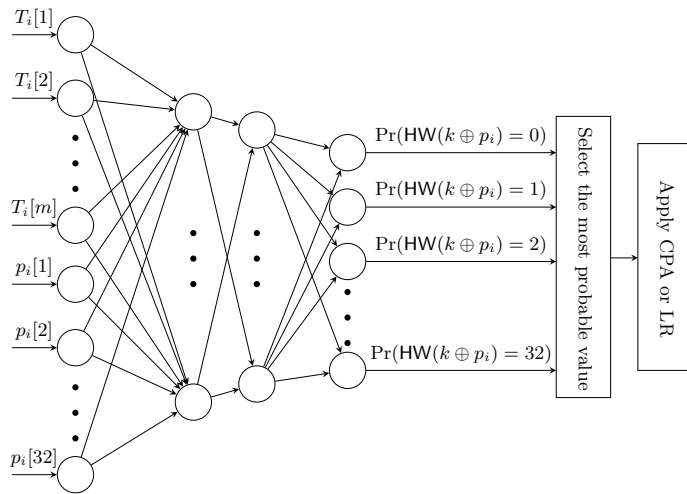 T_i[1]
T_i[2]
T_i[m]
p_i[1]
p_i[2]
p_i[32]
Pr(HW(k ⊕ p_i) = 0)
Pr(HW(k ⊕ p_i) = 1)
Pr(HW(k ⊕ p_i) = 2)
Pr(HW(k ⊕ p_i) = 32)
Select the most probable value
Apply CPA or LR